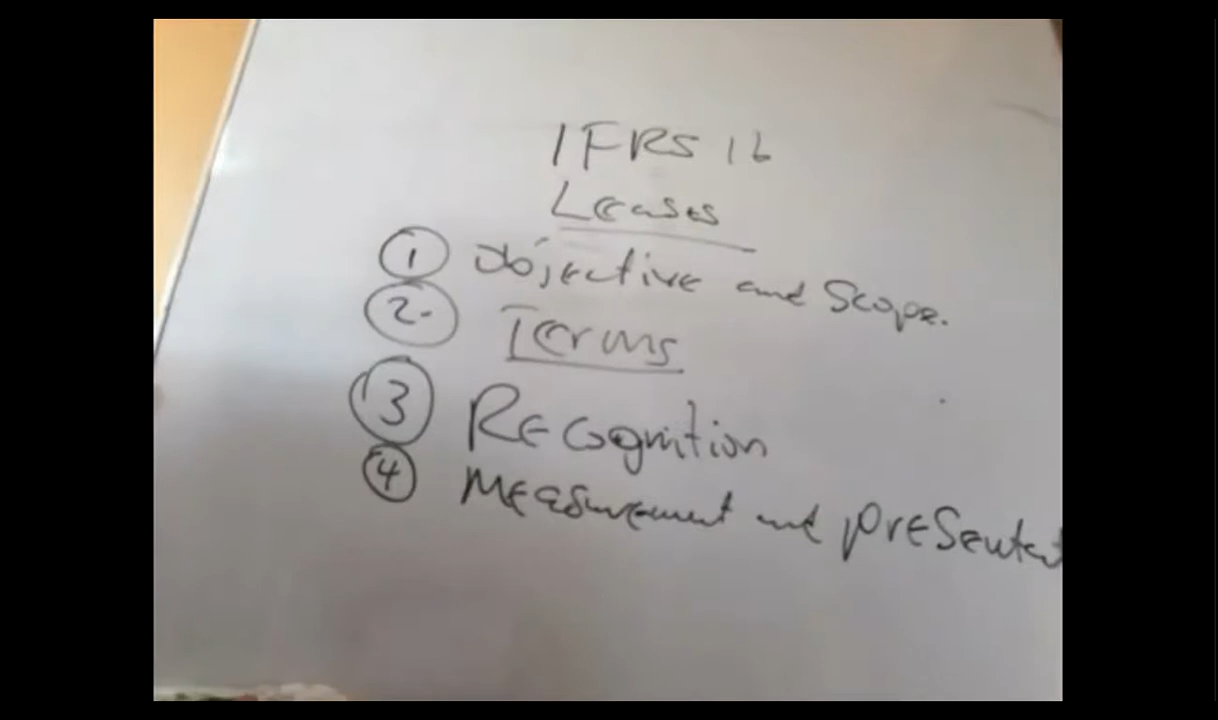 IFRS 16
Leases
1 Objective and Scope.
2. Terms
3 Recognition
4 Measurement and presentat